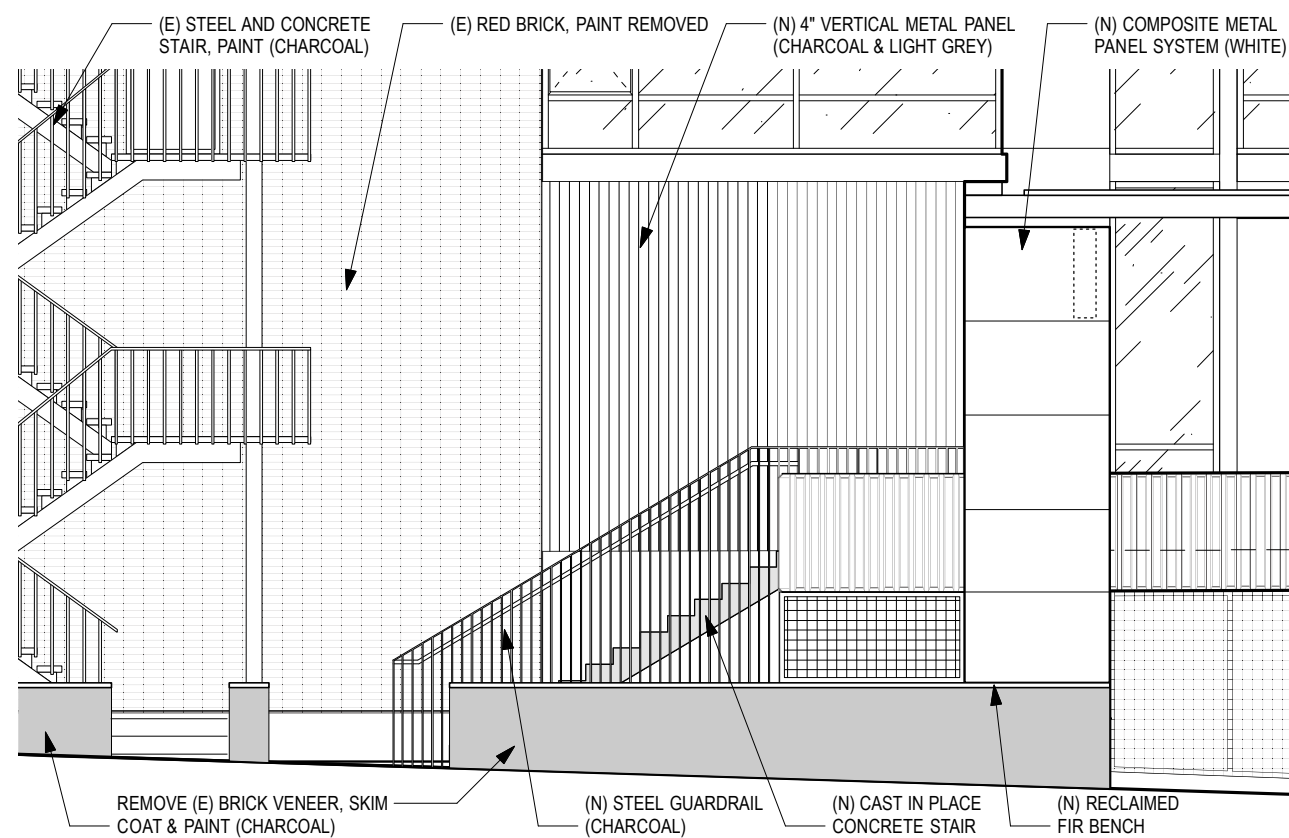 (E) STEEL AND CONCRETE
STAIR, PAINT (CHARCOAL)
(E) RED BRICK, PAINT REMOVED
(N) 4" VERTICAL METAL PANEL
(CHARCOAL & LIGHT GREY)
(N) COMPOSITE METAL
PANEL SYSTEM (WHITE)
REMOVE (E) BRICK VENEER, SKIM
COAT & PAINT (CHARCOAL)
(N) STEEL GUARDRAIL
(CHARCOAL)
(N) CAST IN PLACE
CONCRETE STAIR
(N) RECLAIMED
FIR BENCH